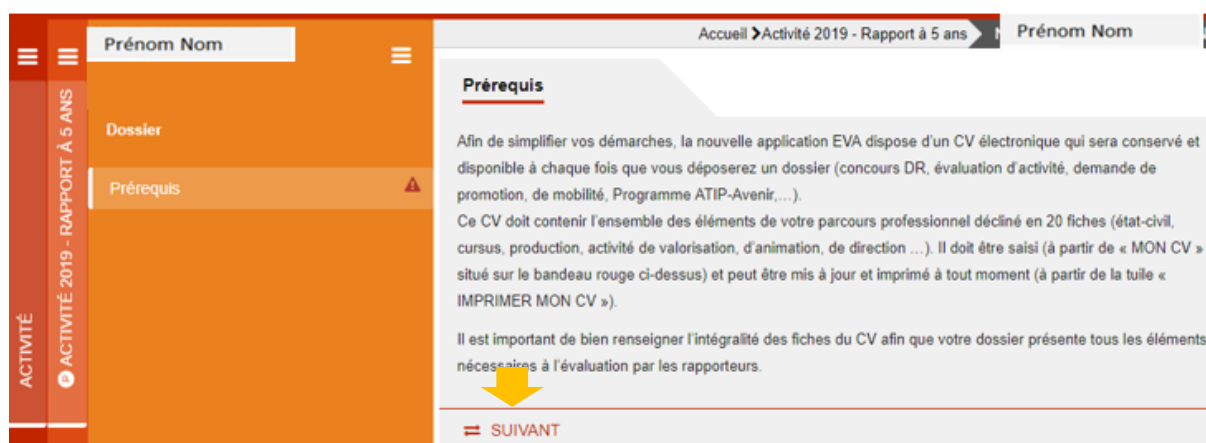 Prénom Nom
Accueil ❯Activité 2019 - Rapport à 5 ans
Prénom Nom
ACTIVITÉ
P ACTIVITÉ 2019 - RAPPORT À 5 ANS
Dossier
Prérequis
Prérequis
Afin de simplifier vos démarches, la nouvelle application EVA dispose d'un CV électronique qui sera conservé et
disponible à chaque fois que vous déposerez un dossier (concours DR, évaluation d'activité, demande de
promotion, de mobilité, Programme ATIP-Avenir,…).
Ce CV doit contenir l'ensemble des éléments de votre parcours professionnel décliné en 20 fiches (état-civil,
cursus, production, activité de valorisation, d'animation, de direction …). Il doit être saisi (à partir de « MON CV »
situé sur le bandeau rouge ci-dessus) et peut être mis à jour et imprimé à tout moment (à partir de la tuile «
IMPRIMER MON CV »).
Il est important de bien renseigner l'intégralité des fiches du CV afin que votre dossier présente tous les éléments
nécessaires à l'évaluation par les rapporteurs.
SUIVANT